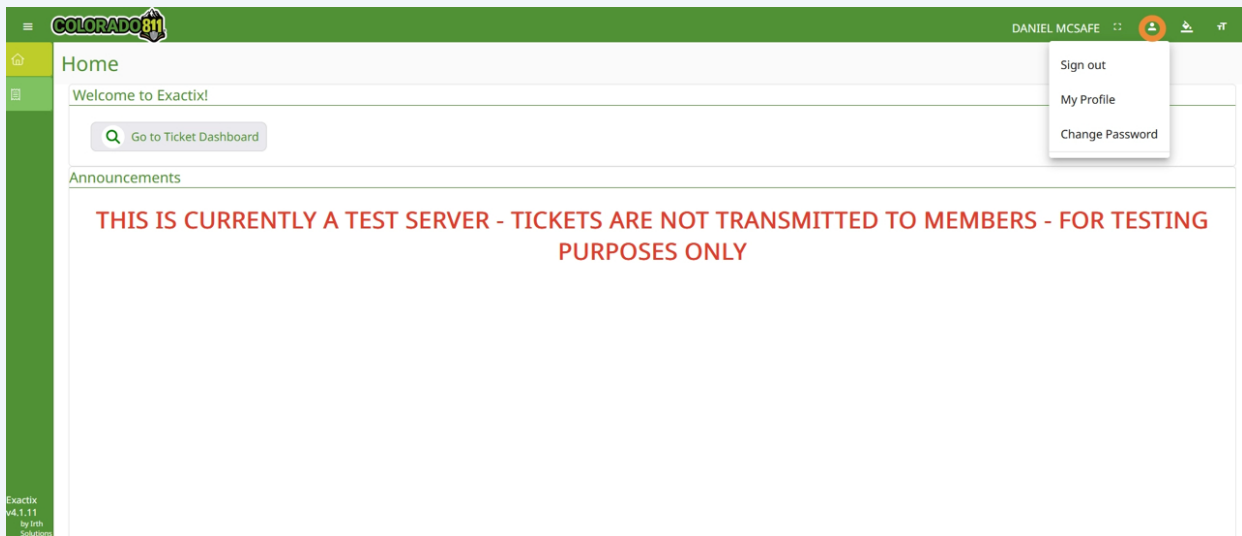 COLORADO811
DANIEL MCSAFE
Sign out
My Profile
Change Password
Home
Welcome to Exactix!
Go to Ticket Dashboard
Announcements
THIS IS CURRENTLY A TEST SERVER - TICKETS ARE NOT TRANSMITTED TO MEMBERS - FOR TESTING
PURPOSES ONLY
Exactix
v4.1.11
by Irth
Solutions